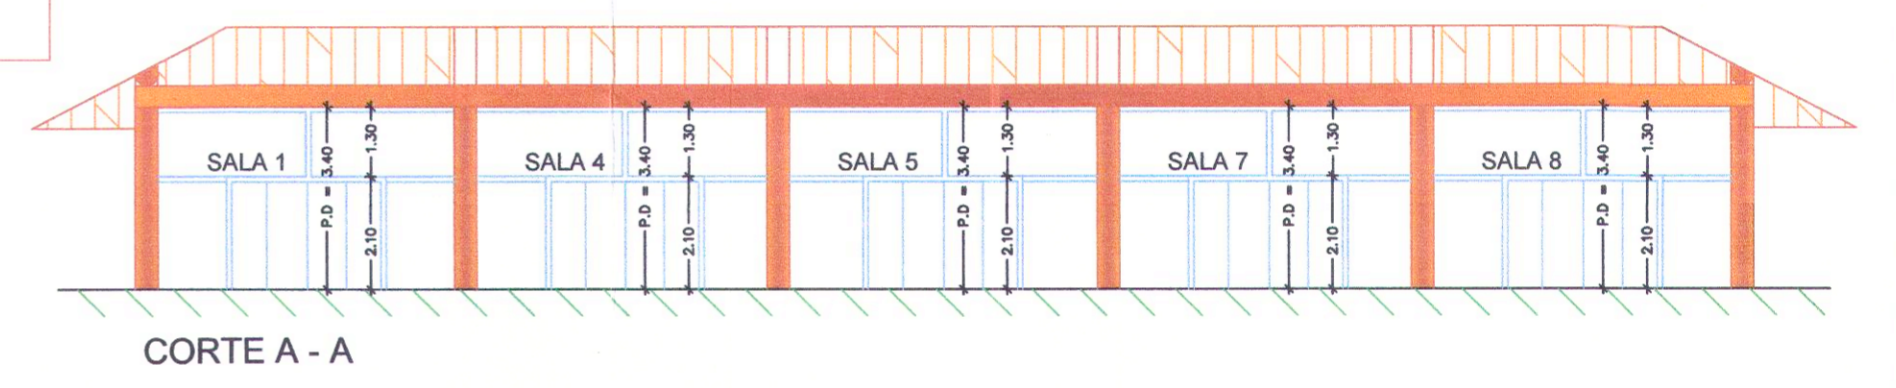 SALA 1
P.D = 3.40
1.30
2.10
SALA 4
P.D = 3.40
1.30
2.10
SALA 5
P.D = 3.40
1.30
2.10
SALA 7
P.D = 3.40
1.30
2.10
SALA 8
P.D = 3.40
1.30
2.10
CORTE A - A